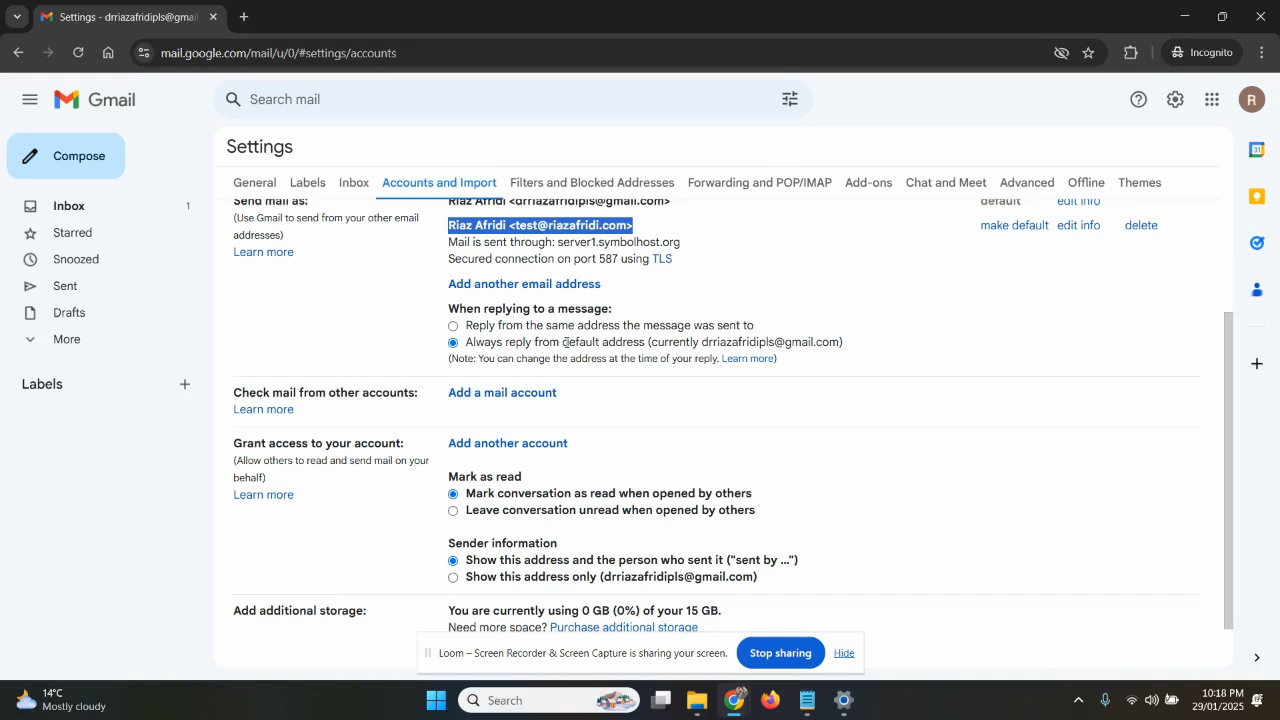 Settings - drriazafridipls@gmail
mail.google.com/mail/u/0/#settings/accounts
Incognito
Gmail
Search mail
R
Compose
Inbox 1
Starred
Snoozed
Sent
Drafts
More
Labels
Settings
General Labels Inbox Accounts and Import Filters and Blocked Addresses Forwarding and POP/IMAP Add-ons Chat and Meet Advanced Offline Themes
Send mail as:
(Use Gmail to send from your other email
addresses)
Learn more
Riaz Afridi <drriazafridipls@gmail.com> default edit info
Riaz Afridi <test@riazafridi.com> make default edit info delete
Mail is sent through: server1.symbolhost.org
Secured connection on port 587 using TLS
Add another email address
When replying to a message:
Reply from the same address the message was sent to
Always reply from default address (currently drriazafridipls@gmail.com)
(Note: You can change the address at the time of your reply. Learn more)
Check mail from other accounts:
Learn more
Add a mail account
Grant access to your account:
(Allow others to read and send mail on your
behalf)
Learn more
Add another account
Mark as read
Mark conversation as read when opened by others
Leave conversation unread when opened by others
Sender information
Show this address and the person who sent it ("sent by ...")
Show this address only (drriazafridipls@gmail.com)
Add additional storage:
You are currently using 0 GB (0%) of your 15 GB.
Need more space? Purchase additional storage
Loom – Screen Recorder & Screen Capture is sharing your screen. Stop sharing Hide
31
14°C
Mostly cloudy
Search
10:18 PM
29/01/2025